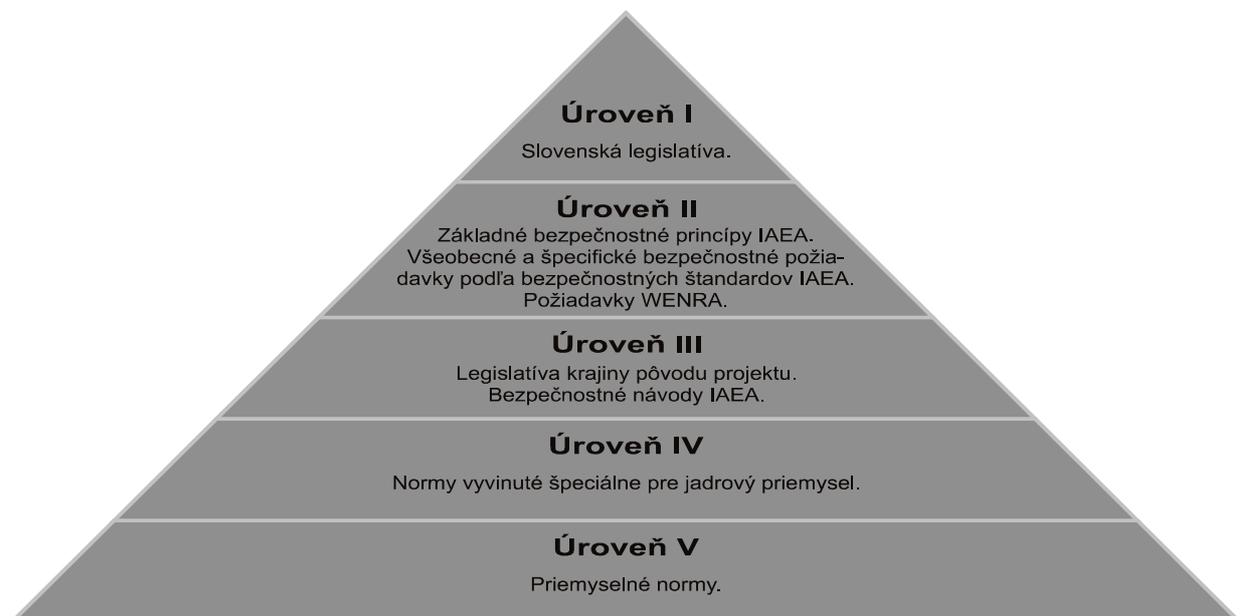 Úroveň I
Slovenská legislatíva.
Úroveň II
Základné bezpečnostné princípy IAEA.
Všeobecné a špecifické bezpečnostné požia-
davky podľa bezpečnostných štandardov IAEA.
Požiadavky WENRA.
Úroveň III
Legislatíva krajiny pôvodu projektu.
Bezpečnostné návody IAEA.
Úroveň IV
Normy vyvinuté špeciálne pre jadrový priemysel.
Úroveň V
Priemyselné normy.